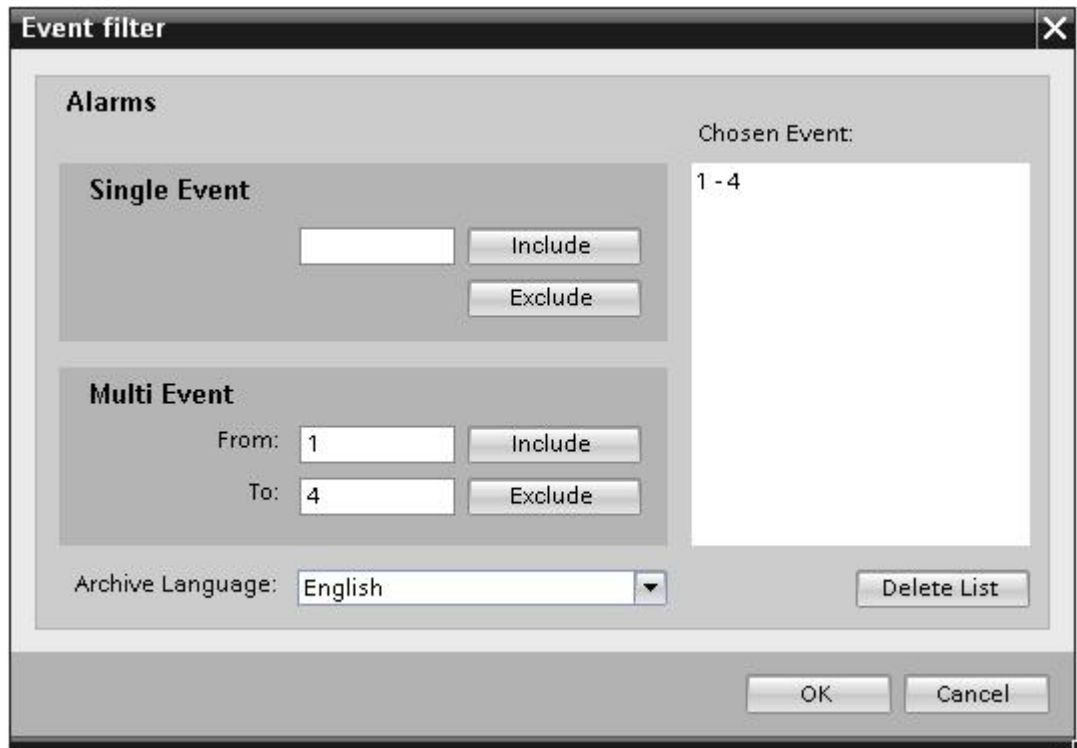 Event filter
Alarms
Chosen Event:
1 - 4
Single Event
Include
Exclude
Multi Event
From: 1 Include
To: 4 Exclude
Archive Language: English
Delete List
OK Cancel